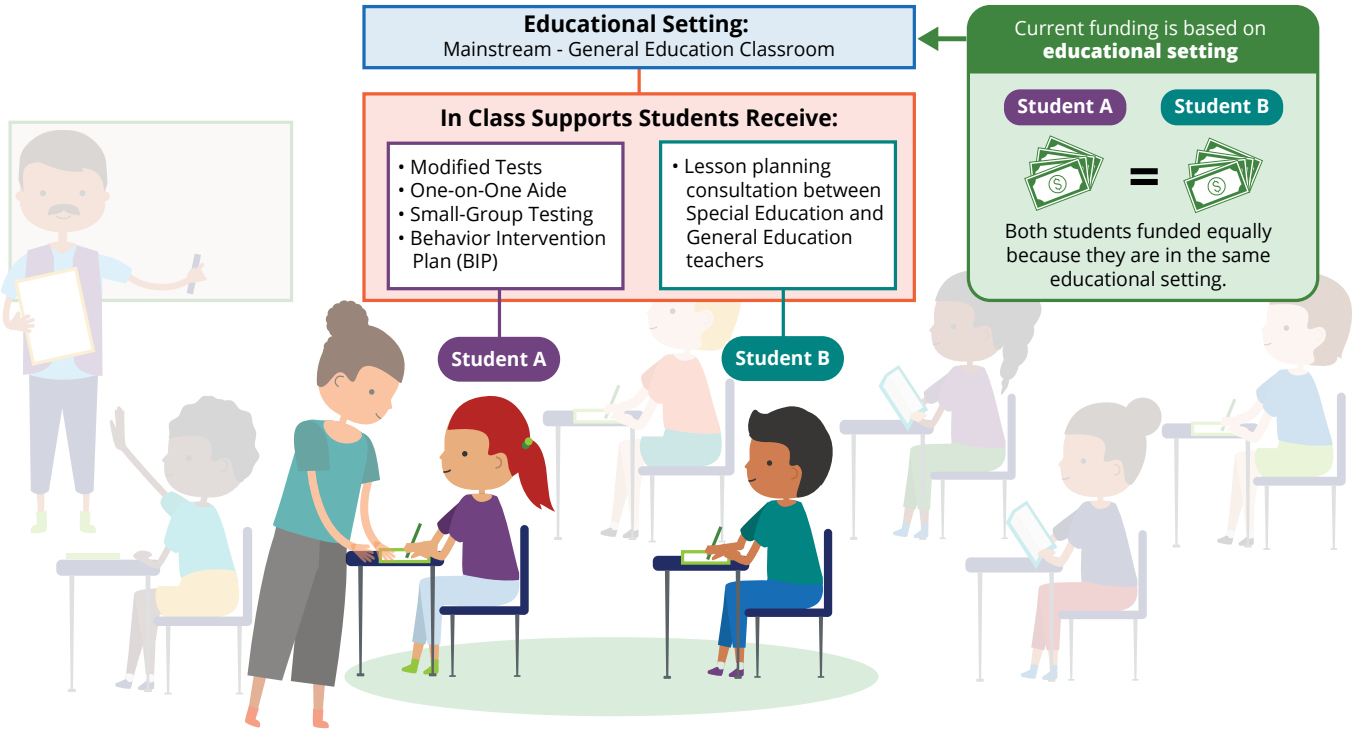 Educational Setting:
Mainstream - General Education Classroom
In Class Supports Students Receive:
• Modified Tests
• One-on-One Aide
• Small-Group Testing
• Behavior Intervention
Plan (BIP)
• Lesson planning
consultation between
Special Education and
General Education
teachers
Student A
Student B
Current funding is based on
educational setting
Student A
Student B
$
=
$
Both students funded equally
because they are in the same
educational setting.